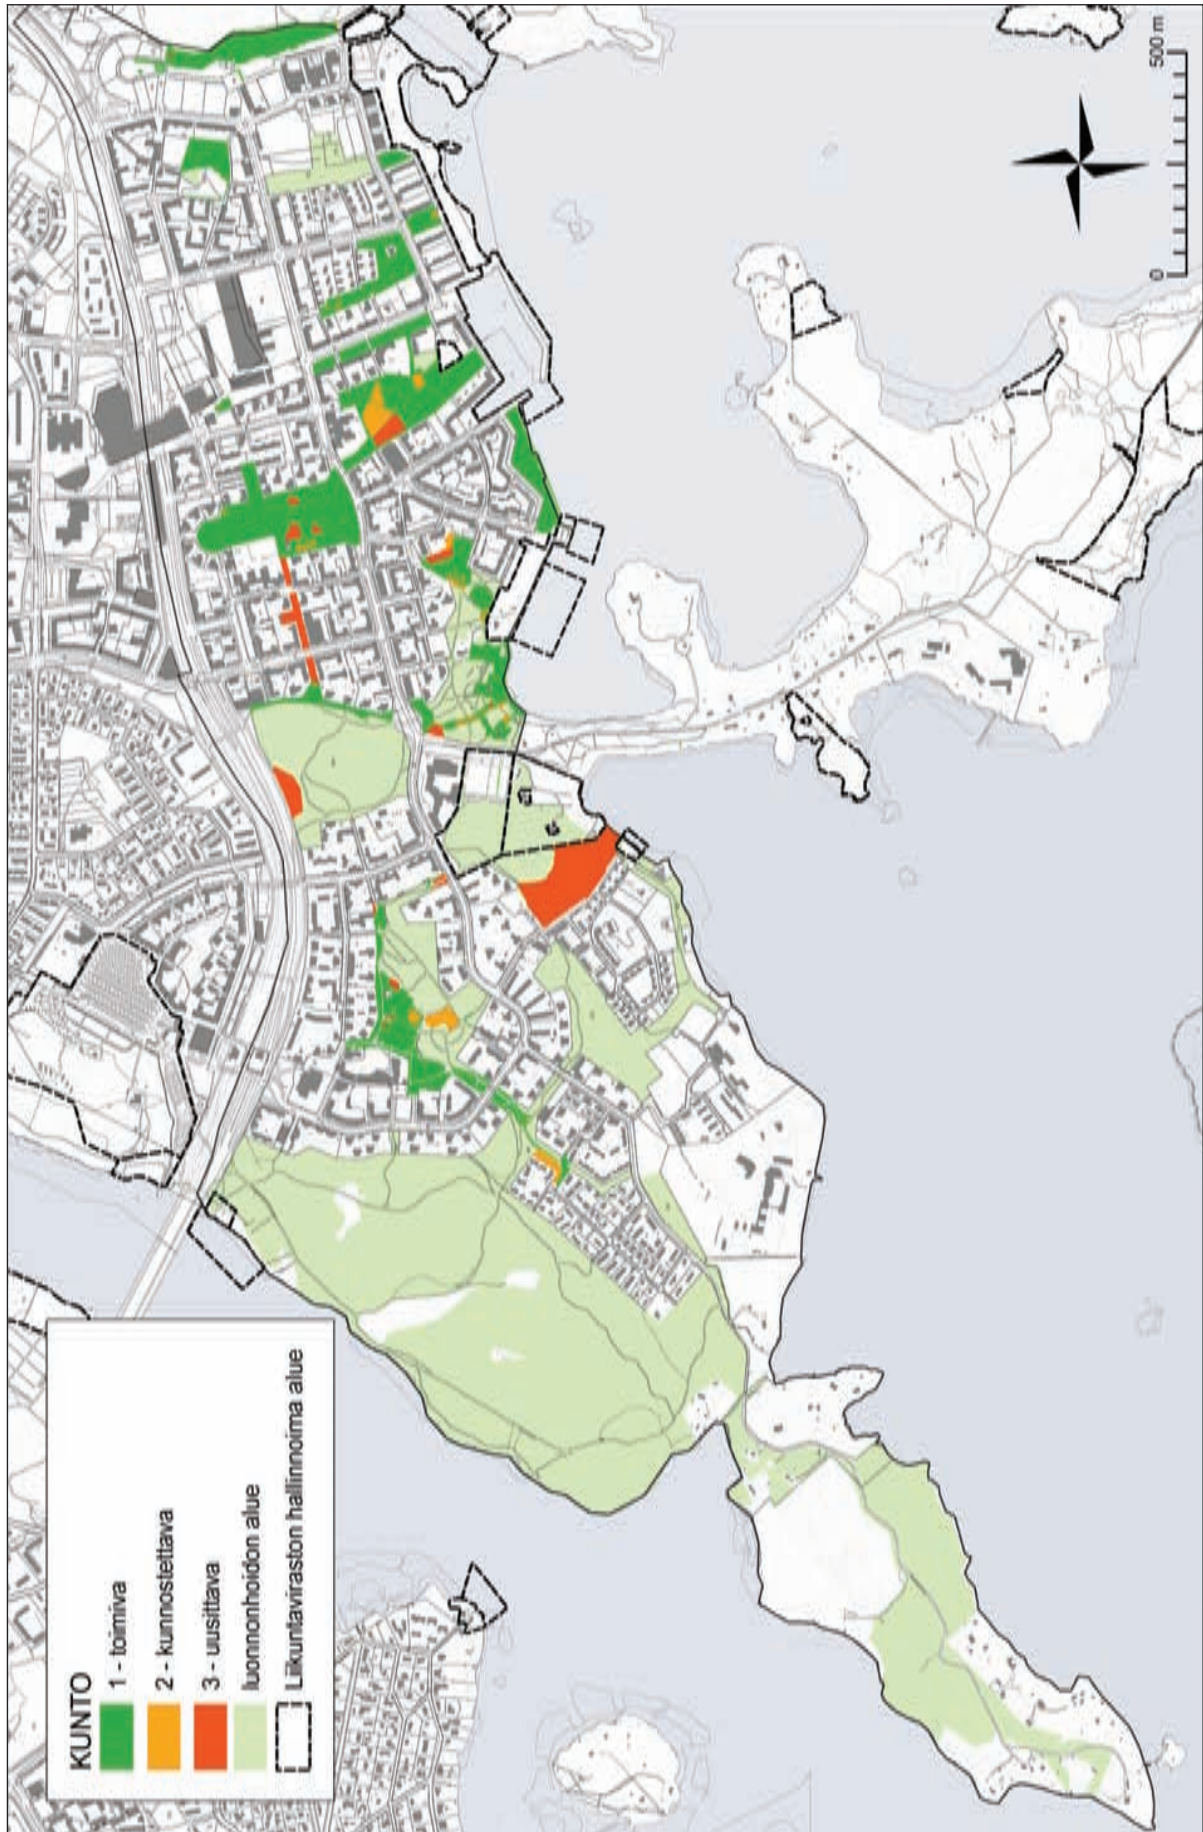 KUNTO
1 - toimiva
2 - kunnostettava
3 - uusittava
luonnonhoidon alue
Liikuntaviraston hallinnoima alue
0
500 m